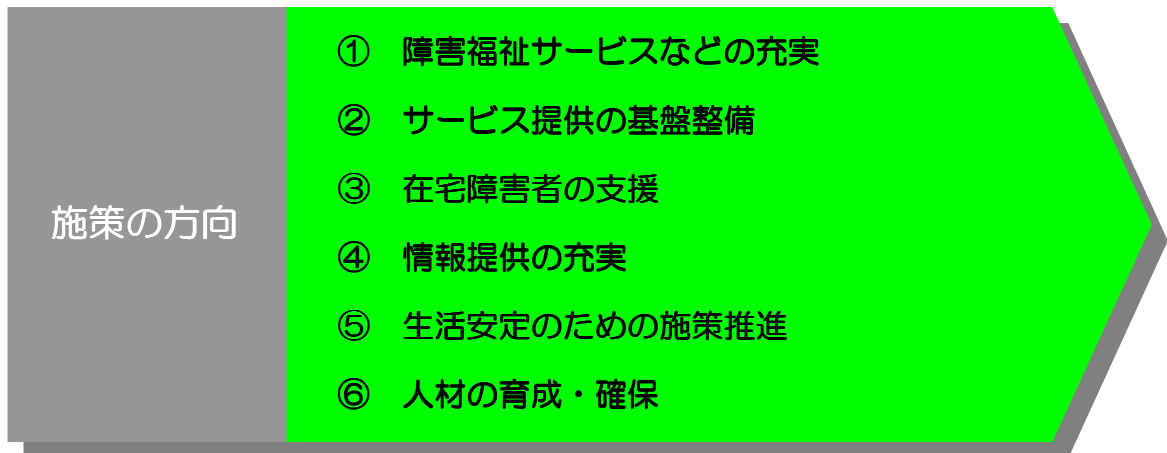 施策の方向
① 障害福祉サービスなどの充実
② サービス提供の基盤整備
③ 在宅障害者の支援
④ 情報提供の充実
⑤ 生活安定のための施策推進
⑥ 人材の育成・確保